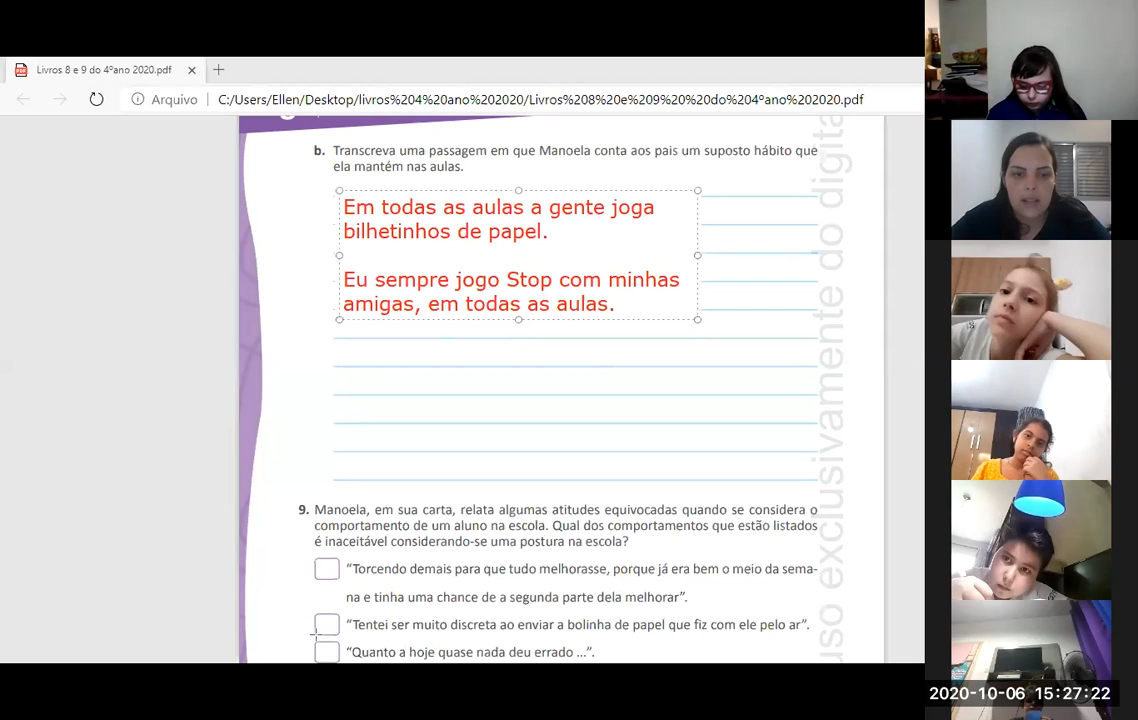 Livros 8 e 9 do 4ºano 2020.pdf
Arquivo
C:/Users/Ellen/Desktop/livros%204%20ano%202020/Livros%208%20e%209%20%20do%204ºano%202020.pdf
b. Transcreva uma passagem em que Manoela conta aos pais um suposto hábito que
ela mantém nas aulas.
Em todas as aulas a gente joga
bilhetinhos de papel.
Eu sempre jogo Stop com minhas
amigas, em todas as aulas.
9. Manoela, em sua carta, relata algumas atitudes equivocadas quando se considera o
comportamento de um aluno na escola. Qual dos comportamentos que estão listados
é inaceitável considerando-se uma postura na escola?
“Torcendo demais para que tudo melhorasse, porque já era bem o meio da sema-
na e tinha uma chance de a segunda parte dela melhorar”.
“Tentei ser muito discreta ao enviar a bolinha de papel que fiz com ele pelo ar”.
“Quanto a hoje quase nada deu errado ...”.
uso exclusivamente do digita
2020-10-06 15:27:22